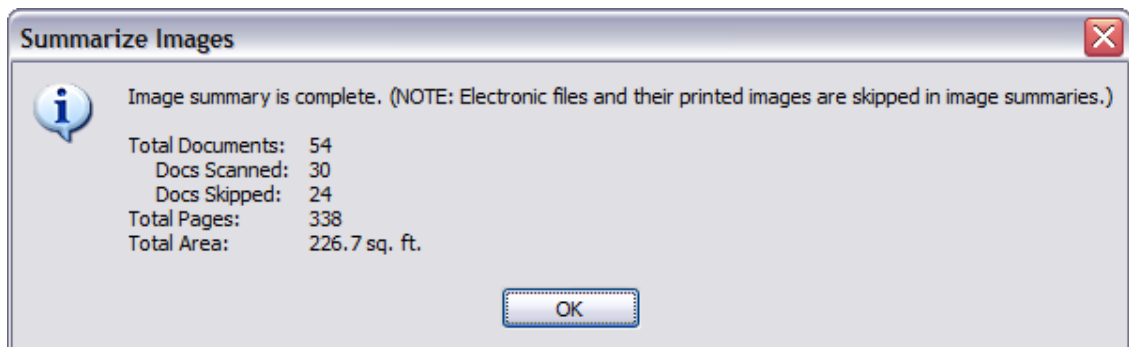 Summarize Images
Image summary is complete. (NOTE: Electronic files and their printed images are skipped in image summaries.)
Total Documents: 54
Docs Scanned: 30
Docs Skipped: 24
Total Pages: 338
Total Area: 226.7 sq. ft.
OK